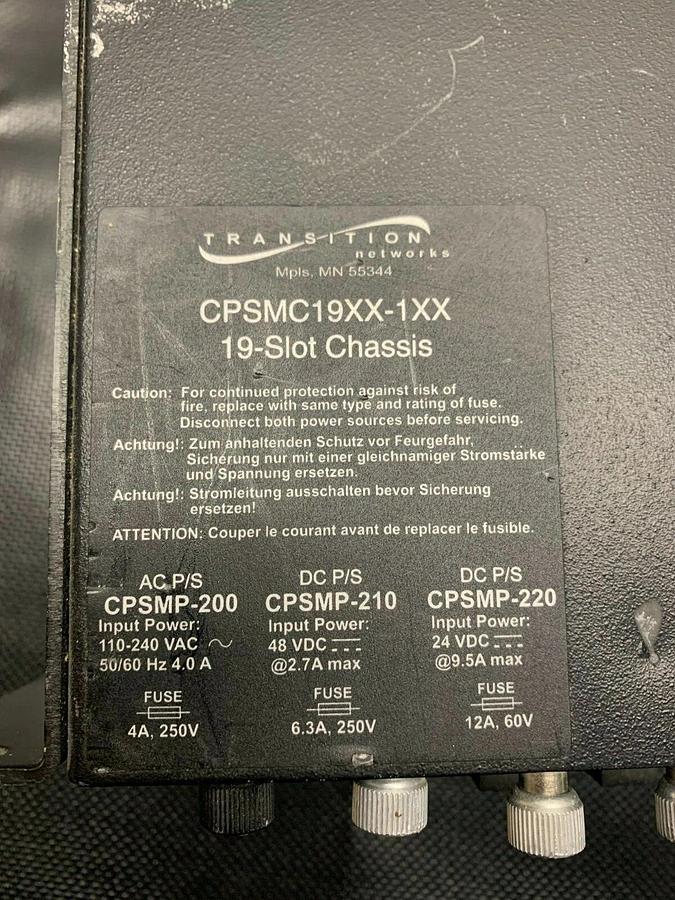 TRANSITION
networks
Mpls, MN 55344
CPSMC19XX-1XX
19-Slot Chassis
Caution: For continued protection against risk of
fire, replace with same type and rating of fuse.
Disconnect both power sources before servicing.
Achtung!: Zum anhaltenden Schutz vor Feurgefahr,
Sicherung nur mit einer gleichnamiger Stromstärke
und Spannung ersetzen.
Achtung!: Stromleitung ausschalten bevor Sicherung
ersetzen!
ATTENTION: Couper le courant avant de replacer le fusible.
AC P/S DC P/S DC P/S
CPSMP-200 CPSMP-210 CPSMP-220
Input Power: Input Power: Input Power:
110-240 VAC 48 VDC 24 VDC
50/60 Hz 4.0 A @2.7A max @9.5A max
FUSE FUSE FUSE
4A, 250V 6.3A, 250V 12A, 60V